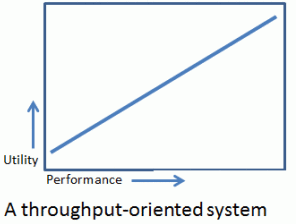 Utility
Performance
A throughput-oriented system